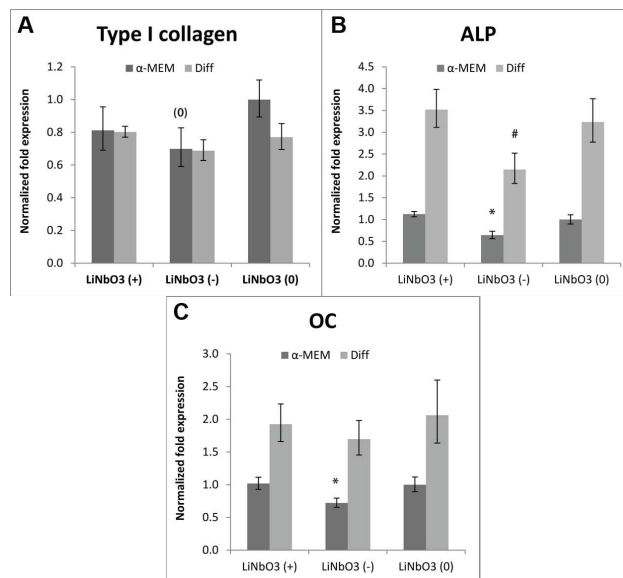 A
Type I collagen
α-MEM Diff
Normalized fold expression
1.2
1.0
0.8
0.6
0.4
0.2
0.0
(0)
LiNbO3 (+) LiNbO3 (-) LiNbO3 (0)
B
ALP
α-MEM Diff
Normalized fold expression
4.5
4.0
3.5
3.0
2.5
2.0
1.5
1.0
0.5
0.0
#
*
LiNbO3 (+) LiNbO3 (-) LiNbO3 (0)
C
OC
α-MEM Diff
Normalized fold expression
3.0
2.5
2.0
1.5
1.0
0.5
0.0
*
LiNbO3 (+) LiNbO3 (-) LiNbO3 (0)